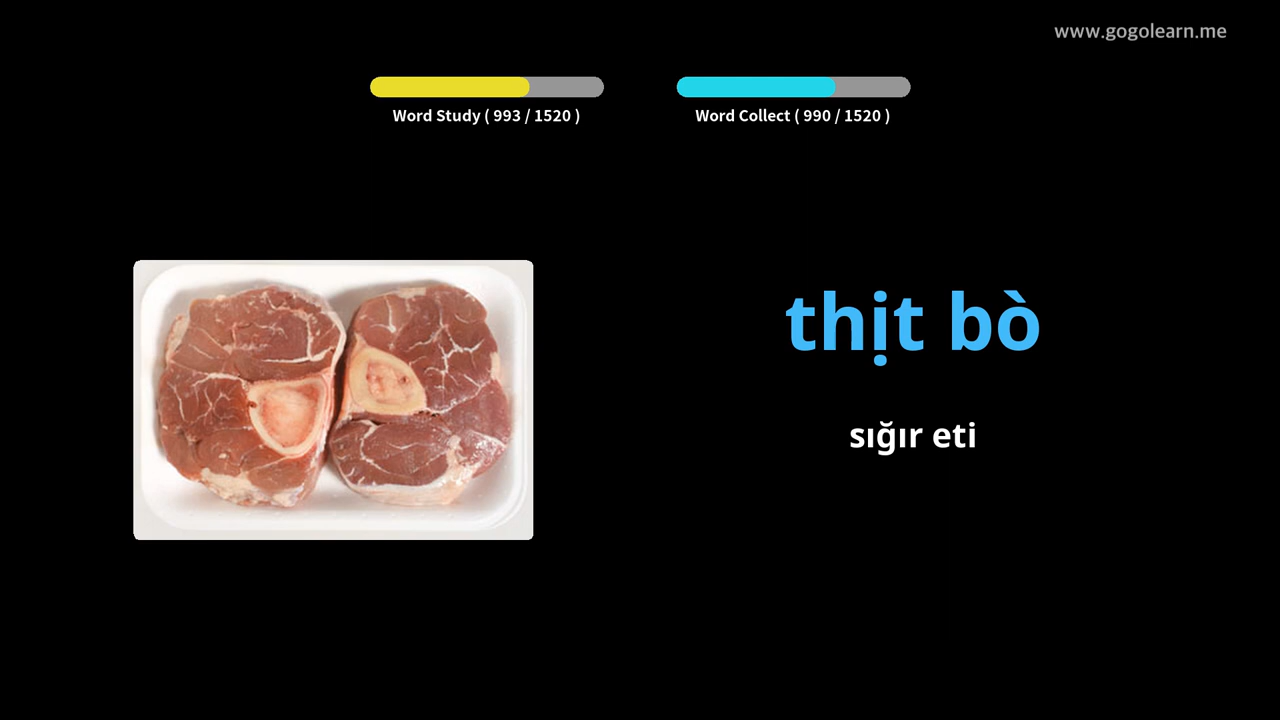 www.gogolearn.me
Word Study ( 993 / 1520 )
Word Collect ( 990 / 1520 )
thịt bò
sığır eti